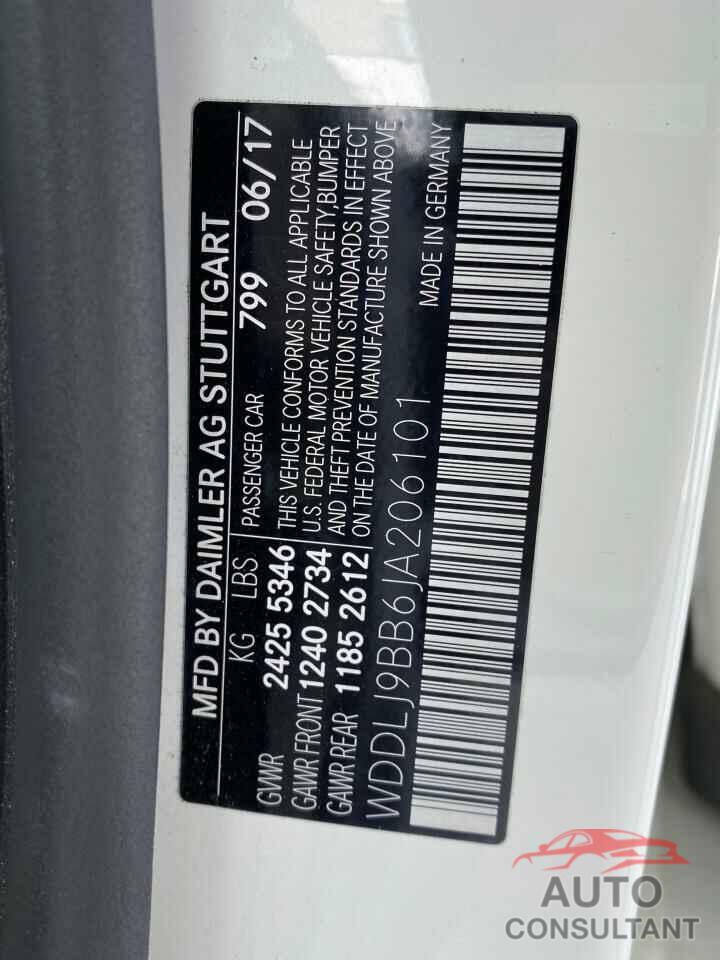 MFD BY DAIMLER AG STUTTGART
KG LBS PASSENGER CAR 799 06/17
GVWR 2425 5346 THIS VEHICLE CONFORMS TO ALL APPLICABLE
GAWR FRONT 1240 2734 U.S. FEDERAL MOTOR VEHICLE SAFETY,BUMPER
GAWR REAR 1185 2612 AND THEFT PREVENTION STANDARDS IN EFFECT
ON THE DATE OF MANUFACTURE SHOWN ABOVE
WDDLJ9BB6JA206101 MADE IN GERMANY
AUTO
CONSULTANT